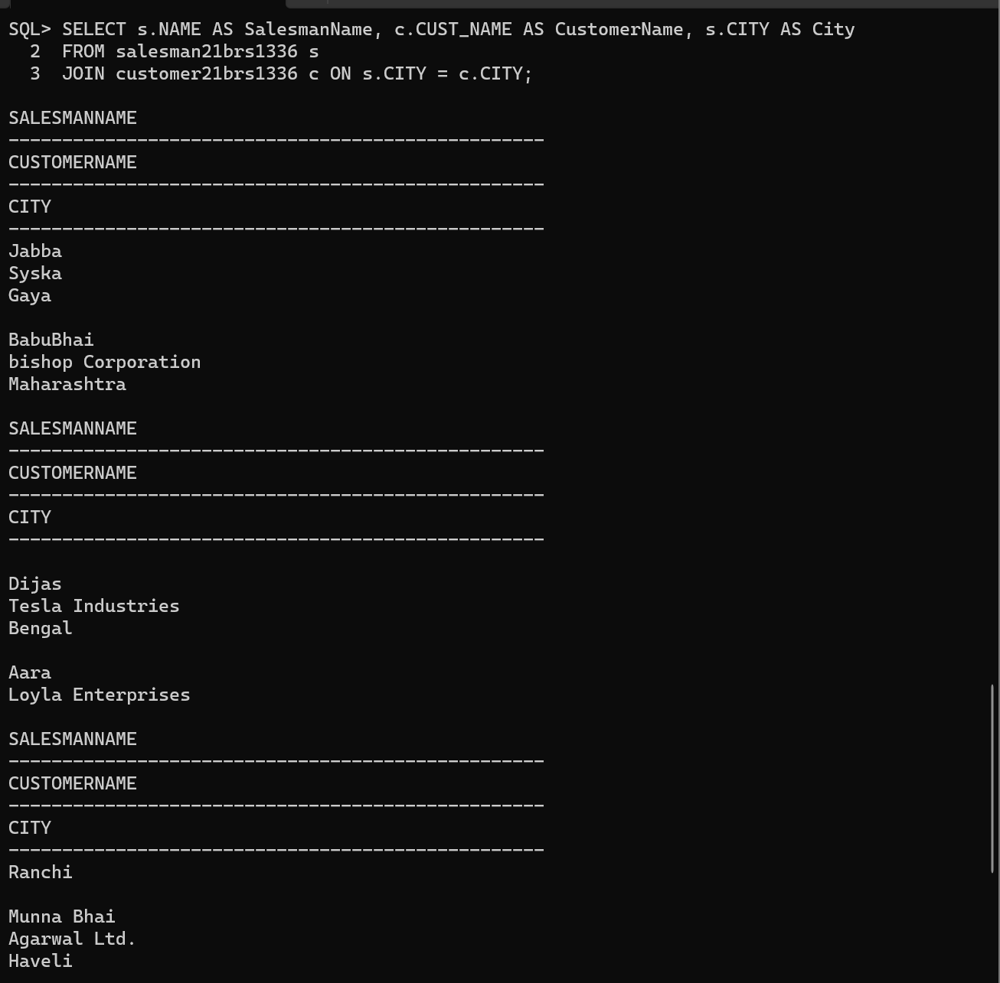 SQL> SELECT s.NAME AS SalesmanName, c.CUST_NAME AS CustomerName, s.CITY AS City
  2  FROM salesman21brs1336 s
  3  JOIN customer21brs1336 c ON s.CITY = c.CITY;

SALESMANNAME
--------------------------------------------------
CUSTOMERNAME
--------------------------------------------------
CITY
--------------------------------------------------
Jabba
Syska
Gaya

BabuBhai
bishop Corporation
Maharashtra

SALESMANNAME
--------------------------------------------------
CUSTOMERNAME
--------------------------------------------------
CITY
--------------------------------------------------

Dijas
Tesla Industries
Bengal

Aara
Loyla Enterprises

SALESMANNAME
--------------------------------------------------
CUSTOMERNAME
--------------------------------------------------
CITY
--------------------------------------------------
Ranchi

Munna Bhai
Agarwal Ltd.
Haveli